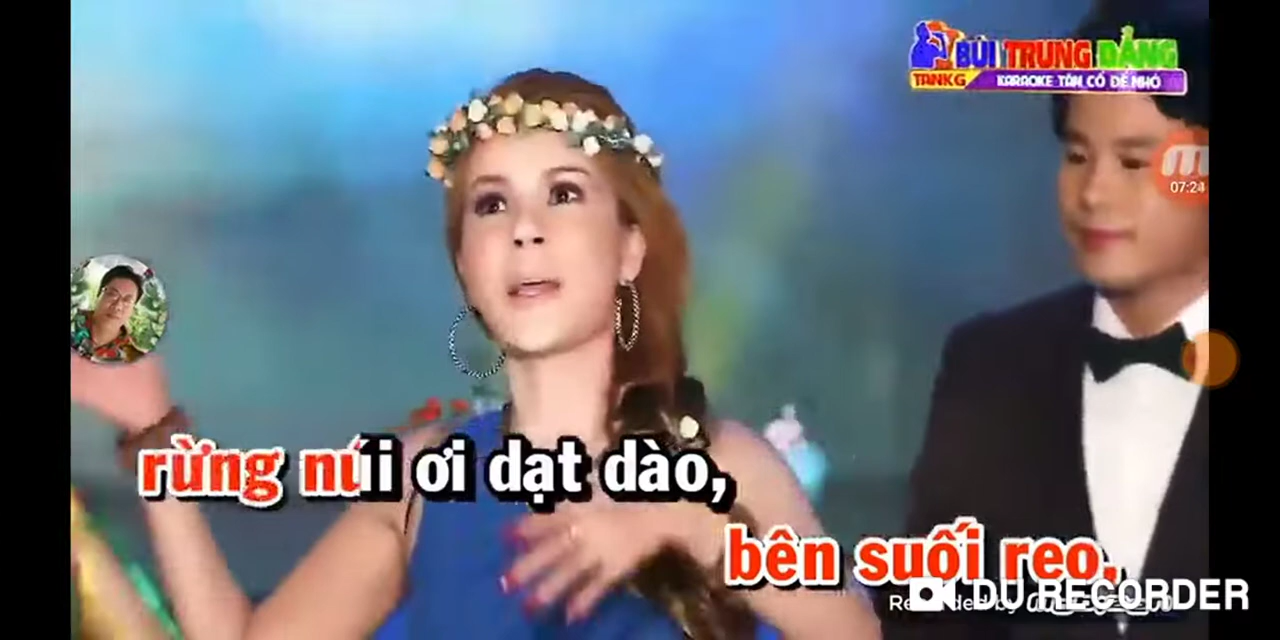 BÙI TRUNG ĐẲNG
TANK G
KARAOKE TÂN CỔ DỄ NHỚ
07:24
rừng núi ơi dạt dào,
bên suối reo,
DU RECORDER